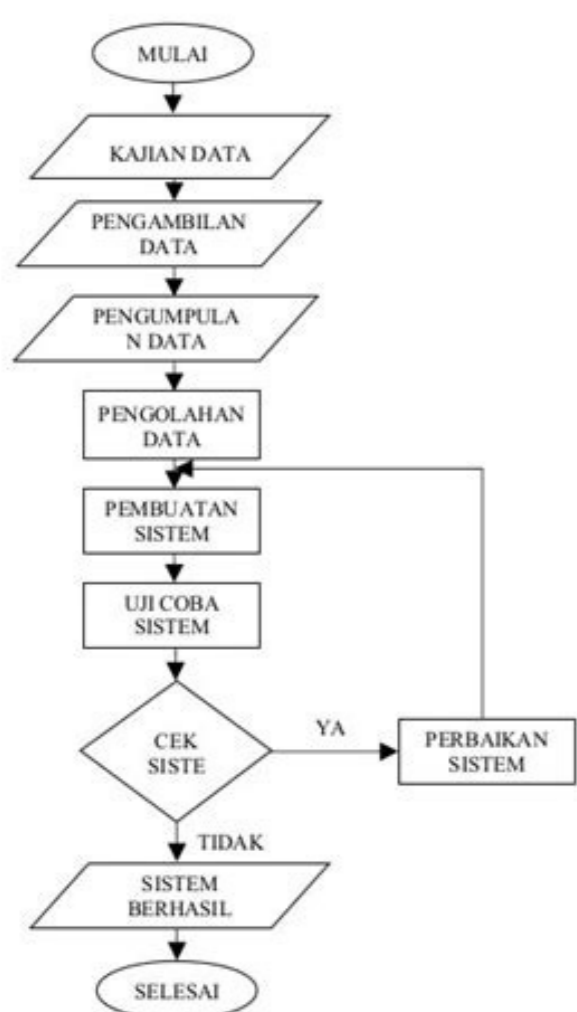 MULAI
KAJIAN DATA
PENGAMBILAN
DATA
PENGUMPULA
N DATA
PENGOLAHAN
DATA
PEMBUATAN
SISTEM
UJI COBA
SISTEM
CEK
SISTE
YA
PERBAIKAN
SISTEM
TIDAK
SISTEM
BERHASIL
SELESAI